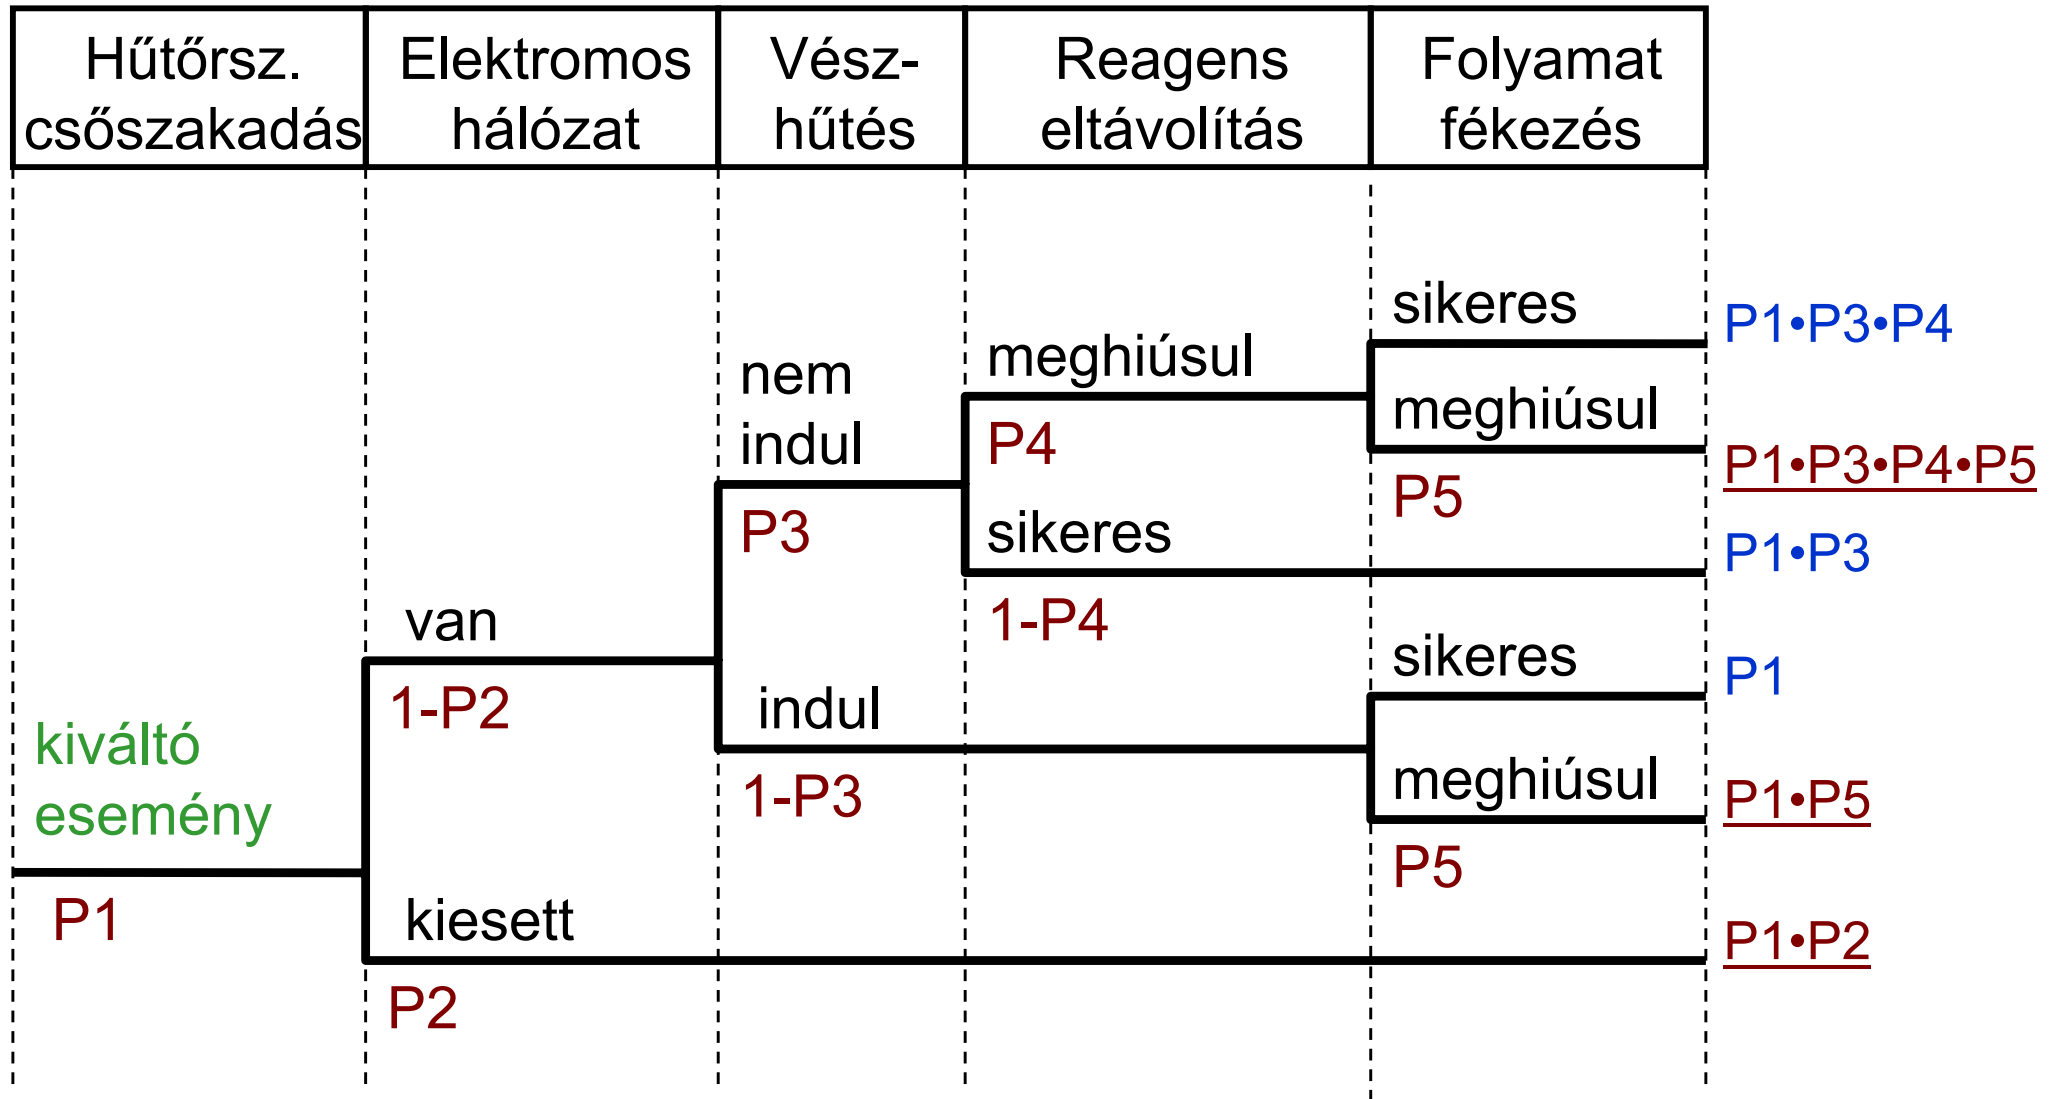 Hűtőrsz.
csőszakadás
Elektromos
hálózat
Vész-
hűtés
Reagens
eltávolítás
Folyamat
fékezés
sikeres
P1•P3•P4
meghiúsul
nem
indul
meghiúsul
P4
P1•P3•P4•P5
P5
P3
sikeres
P1•P3
1-P4
van
sikeres
P1
1-P2
indul
kiváltó
esemény
1-P3
meghiúsul
P1•P5
P5
P1
kiesett
P1•P2
P2